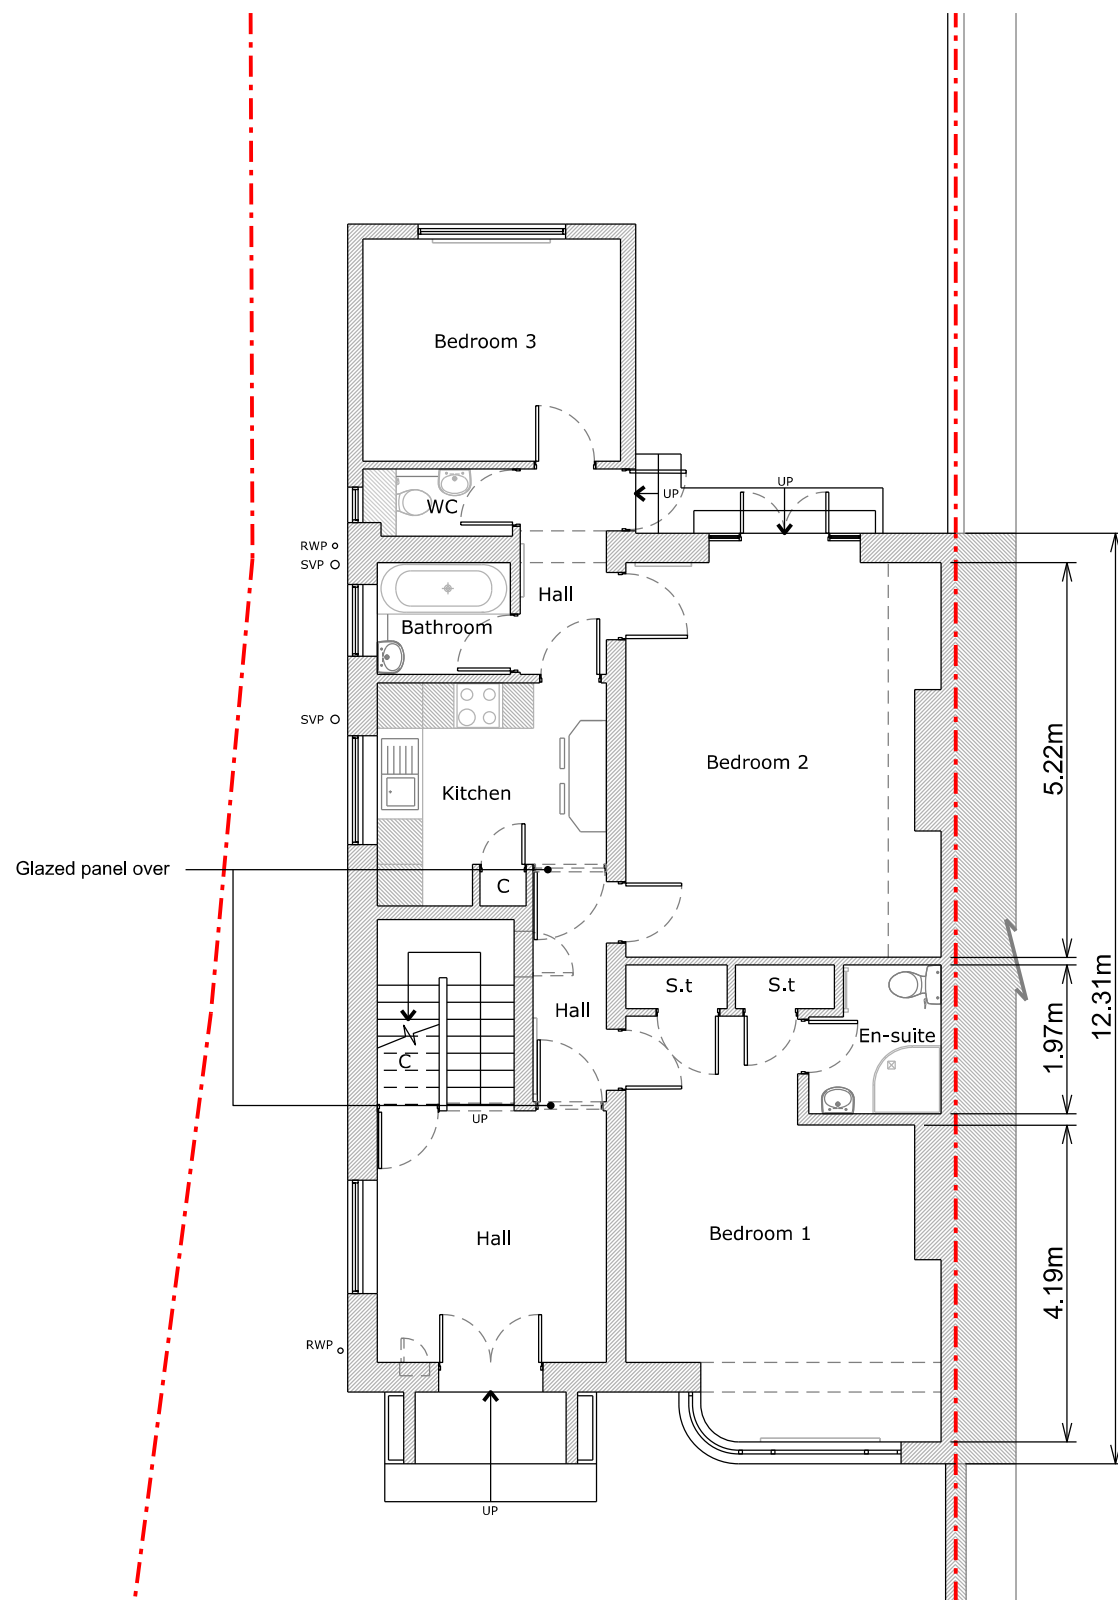 Bedroom 3
WC
UP
UP
RWP
SVP
Hall
Bathroom
SVP
Kitchen
Bedroom 2
5.22m
Glazed panel over
C
S.t
S.t
Hall
En-suite
C
1.97m
12.31m
UP
Hall
Bedroom 1
4.19m
RWP
UP